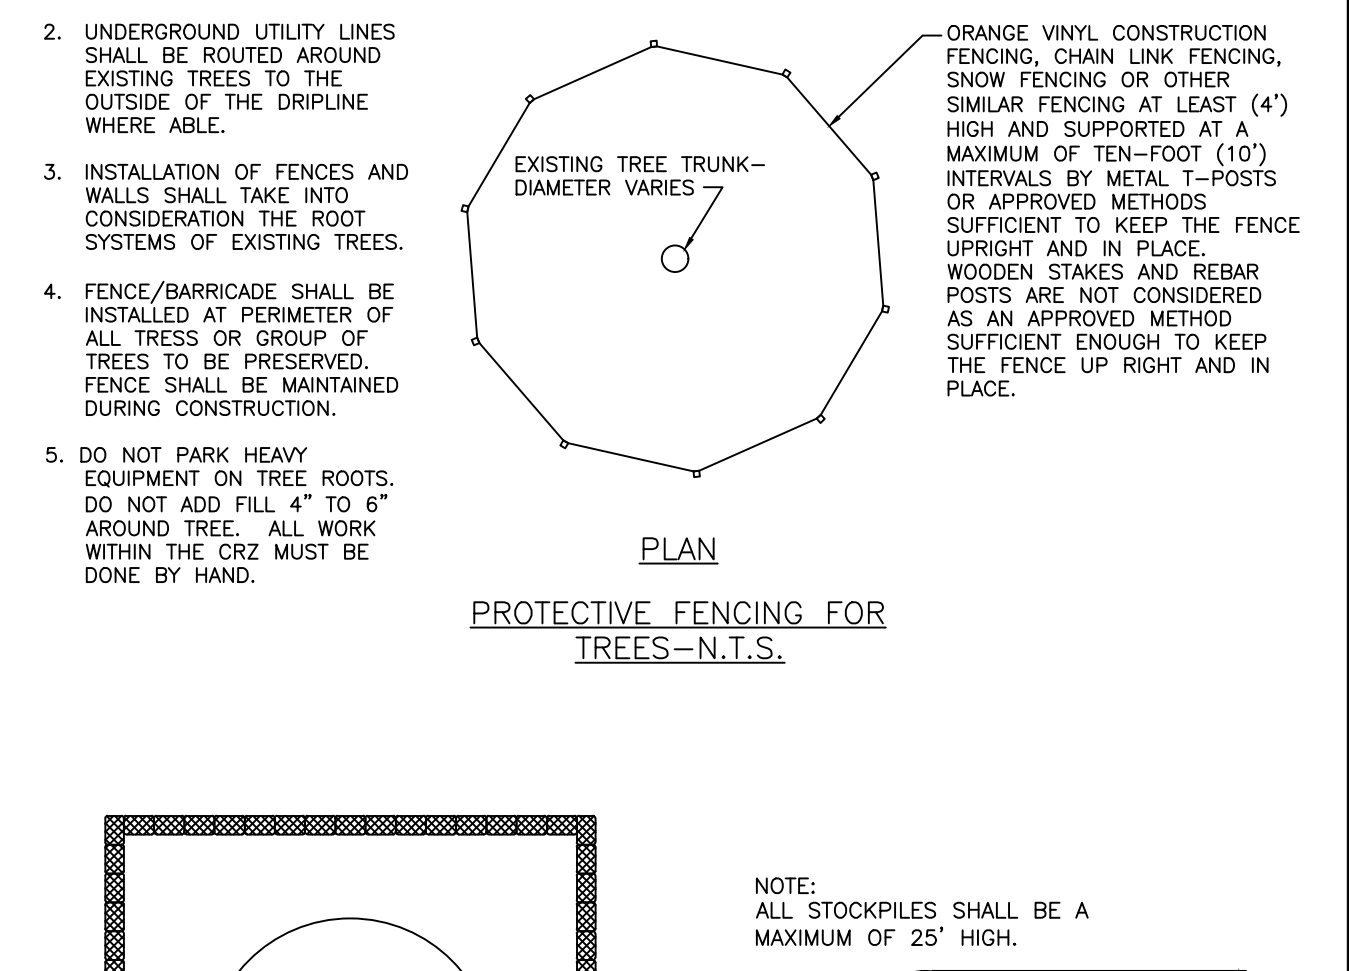 2. UNDERGROUND UTILITY LINES
SHALL BE ROUTED AROUND
EXISTING TREES TO THE
OUTSIDE OF THE DRIPLINE
WHERE ABLE.
3. INSTALLATION OF FENCES AND
WALLS SHALL TAKE INTO
CONSIDERATION THE ROOT
SYSTEMS OF EXISTING TREES.
4. FENCE/BARRICADE SHALL BE
INSTALLED AT PERIMETER OF
ALL TRESS OR GROUP OF
TREES TO BE PRESERVED.
FENCE SHALL BE MAINTAINED
DURING CONSTRUCTION.
5. DO NOT PARK HEAVY
EQUIPMENT ON TREE ROOTS.
DO NOT ADD FILL 4" TO 6"
AROUND TREE. ALL WORK
WITHIN THE CRZ MUST BE
DONE BY HAND.
EXISTING TREE TRUNK–
DIAMETER VARIES
ORANGE VINYL CONSTRUCTION
FENCING, CHAIN LINK FENCING,
SNOW FENCING OR OTHER
SIMILAR FENCING AT LEAST (4')
HIGH AND SUPPORTED AT A
MAXIMUM OF TEN–FOOT (10')
INTERVALS BY METAL T–POSTS
OR APPROVED METHODS
SUFFICIENT TO KEEP THE FENCE
UPRIGHT AND IN PLACE.
WOODEN STAKES AND REBAR
POSTS ARE NOT CONSIDERED
AS AN APPROVED METHOD
SUFFICIENT ENOUGH TO KEEP
THE FENCE UP RIGHT AND IN
PLACE.
PLAN
PROTECTIVE FENCING FOR
TREES–N.T.S.
NOTE:
ALL STOCKPILES SHALL BE A
MAXIMUM OF 25' HIGH.